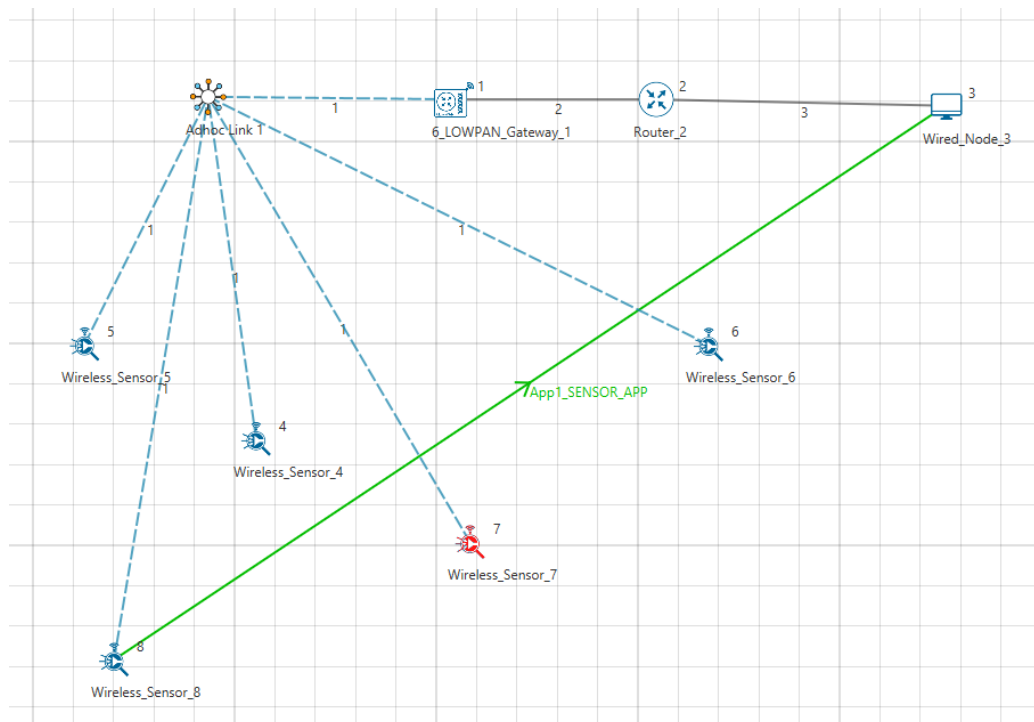 1
2
3
Adhoc Link 1
1
6_LOWPAN_Gateway_1
2
Router_2
3
Wired_Node_3
1
1
1
1
5
1
6
Wireless_Sensor_5
Wireless_Sensor_6
1
App1_SENSOR_APP
4
Wireless_Sensor_4
7
Wireless_Sensor_7
8
Wireless_Sensor_8